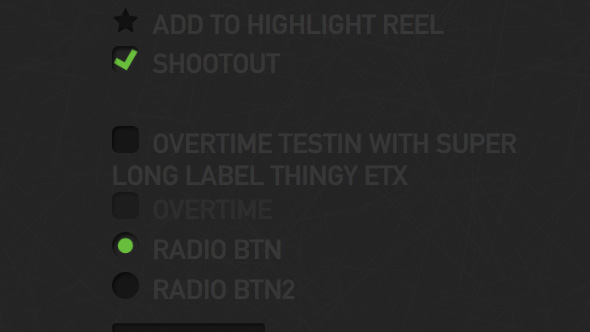 ADD TO HIGHLIGHT REEL
SHOOTOUT
OVERTIME TESTIN WITH SUPER
LONG LABEL THINGY ETX
OVERTIME
RADIO BTN
RADIO BTN2